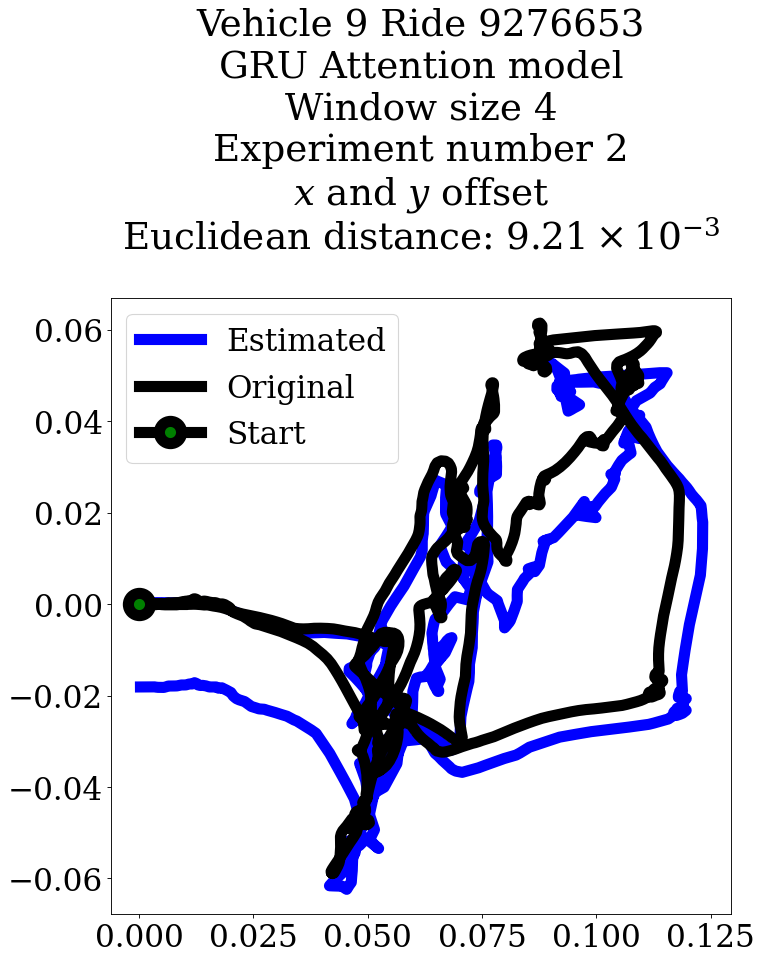 Vehicle 9 Ride 9276653
GRU Attention model
Window size 4
Experiment number 2
x and y offset
Euclidean distance: 9.21 × 10⁻³
Estimated
Original
Start
0.06
0.04
0.02
0.00
−0.02
−0.04
−0.06
0.000 0.025 0.050 0.075 0.100 0.125